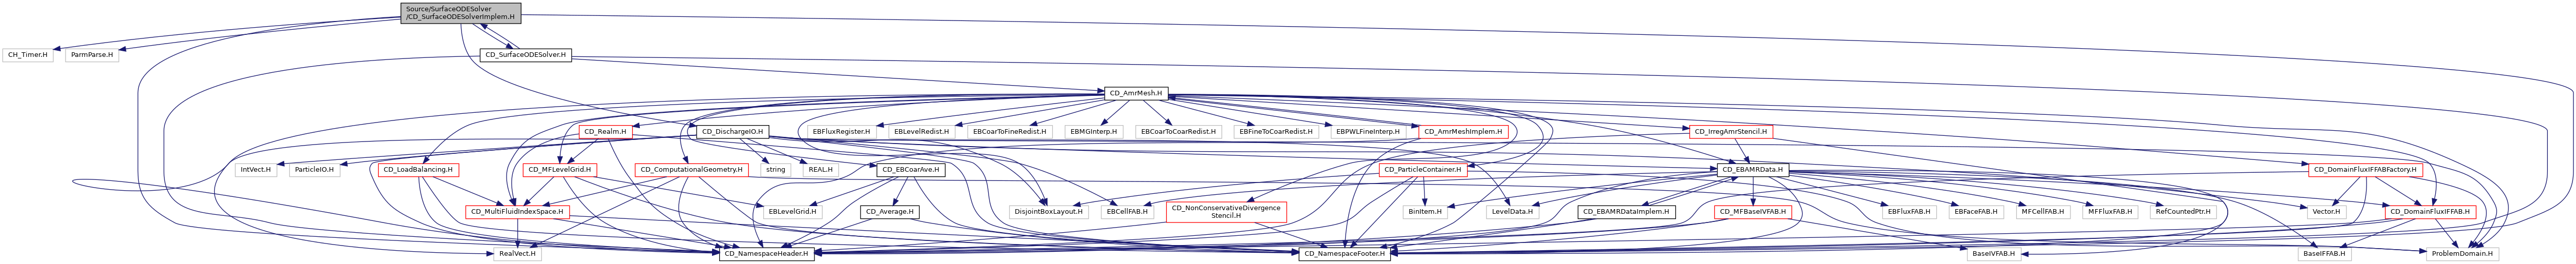 Source/SurfaceODESolver
/CD_SurfaceODESolverImplem.H
CH_Timer.H
ParmParse.H
CD_SurfaceODESolver.H
CD_AmrMesh.H
CD_Realm.H
CD_DischargeIO.H
EBFluxRegister.H
EBLevelRedist.H
EBCoarToFineRedist.H
EBMGInterp.H
EBCoarToCoarRedist.H
EBFineToCoarRedist.H
EBPWLFineInterp.H
CD_AmrMeshImplem.H
CD_IrregAmrStencil.H
IntVect.H
ParticleIO.H
CD_LoadBalancing.H
CD_MFLevelGrid.H
CD_ComputationalGeometry.H
string
REAL.H
CD_EBCoarAve.H
CD_ParticleContainer.H
CD_EBAMRData.H
CD_DomainFluxIFFABFactory.H
CD_MultiFluidIndexSpace.H
EBLevelGrid.H
CD_Average.H
DisjointBoxLayout.H
EBCellFAB.H
CD_NonConservativeDivergence
Stencil.H
BinItem.H
LevelData.H
CD_EBAMRDataImplem.H
CD_MFBaseIVFAB.H
EBFluxFAB.H
EBFaceFAB.H
MFCellFAB.H
MFFluxFAB.H
RefCountedPtr.H
Vector.H
CD_DomainFluxIFFAB.H
RealVect.H
CD_NamespaceHeader.H
CD_NamespaceFooter.H
BaseIVFAB.H
BaseIFFAB.H
ProblemDomain.H